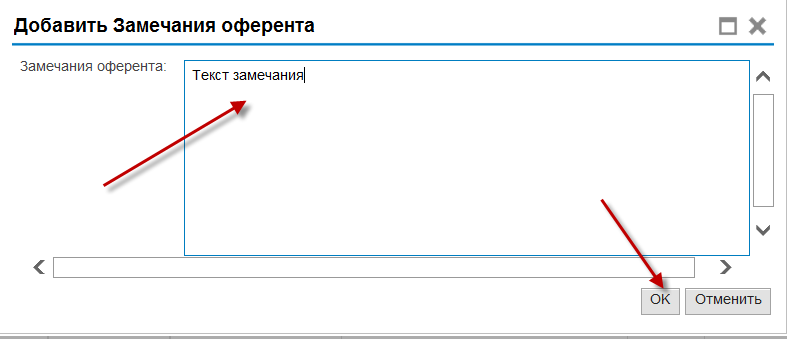 Добавить Замечания оферента
Замечания оферента:
Текст замечания
OK
Отменить